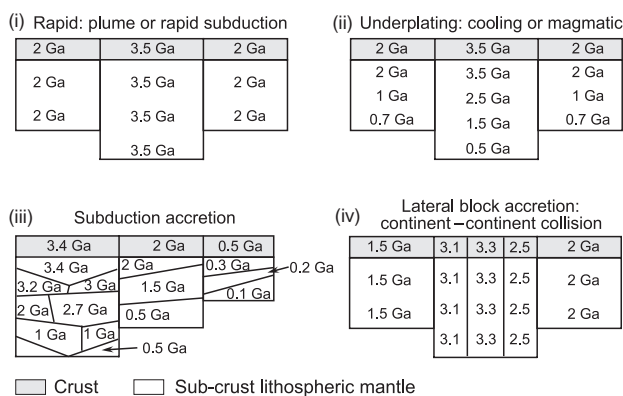 (i) Rapid: plume or rapid subduction
2 Ga 3.5 Ga 2 Ga
2 Ga 3.5 Ga 2 Ga
2 Ga 3.5 Ga 2 Ga
3.5 Ga
(ii) Underplating: cooling or magmatic
2 Ga 3.5 Ga 2 Ga
2 Ga 3.5 Ga 2 Ga
1 Ga 2.5 Ga 1 Ga
0.7 Ga 1.5 Ga 0.7 Ga
0.5 Ga
(iii) Subduction accretion
3.4 Ga 2 Ga 0.5 Ga
3.4 Ga 2 Ga 0.3 Ga 0.2 Ga
3.2 Ga 3 Ga 1.5 Ga 0.1 Ga
2 Ga 2.7 Ga 0.5 Ga
1 Ga 1 Ga
0.5 Ga
(iv) Lateral block accretion:
continent–continent collision
1.5 Ga 3.1 3.3 2.5 2 Ga
1.5 Ga 3.1 3.3 2.5 2 Ga
1.5 Ga 3.1 3.3 2.5 2 Ga
3.1 3.3 2.5
Crust Sub-crust lithospheric mantle